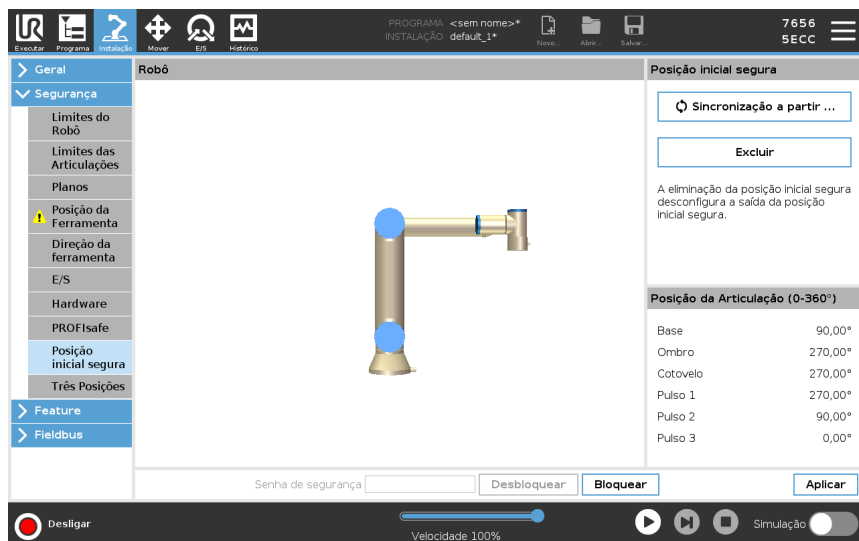 UR
PROGRAMA <sem nome>*
INSTALAÇÃO default_1*
7656
5ECC
Executar Programa Instalação Mover E/S Histórico Novo... Abrir... Salvar...
Geral
Segurança
Limites do
Robô
Limites das
Articulações
Planos
Posição da
Ferramenta
Direção da
ferramenta
E/S
Hardware
PROFIsafe
Posição
inicial segura
Três Posições
Feature
Fieldbus
Robô
Posição inicial segura
Sincronização a partir ...
Excluir
A eliminação da posição inicial segura
desconfigura a saída da posição
inicial segura.
Posição da Articulação (0-360°)
Base 90,00°
Ombro 270,00°
Cotovelo 270,00°
Pulso 1 270,00°
Pulso 2 90,00°
Pulso 3 0,00°
Senha de segurança Desbloquear Bloquear Aplicar
Desligar
Velocidade 100%
Simulação